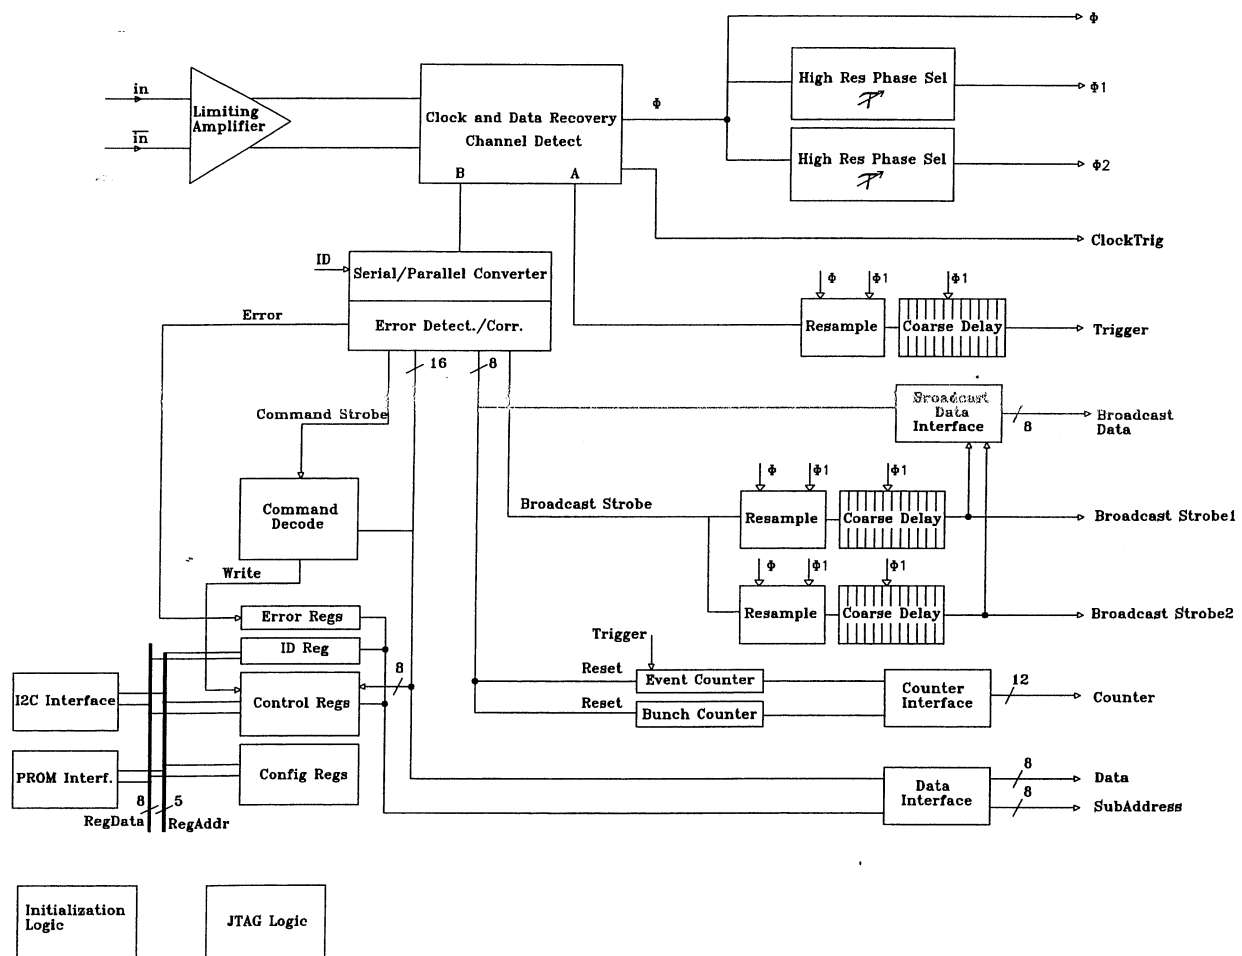 Φ
High Res Phase Sel
Φ1
in
Limiting
Amplifier
in
Clock and Data Recovery
Channel Detect
B
A
Φ
High Res Phase Sel
Φ2
ClockTrig
ID
Serial/Parallel Converter
Error Detect./Corr.
Error
Φ
Φ1
Φ1
Resample
Coarse Delay
Trigger
16
8
Command Strobe
Broadcast
Data
Interface
8
Broadcast
Data
Command
Decode
Broadcast Strobe
Φ
Φ1
Φ1
Resample
Coarse Delay
Broadcast Strobe1
Write
Φ
Φ1
Φ1
Resample
Coarse Delay
Broadcast Strobe2
Error Regs
ID Reg
Trigger
Reset
Event Counter
Reset
Bunch Counter
Counter
Interface
12
Counter
I2C Interface
Control Regs
8
PROM Interf.
Config Regs
8
5
RegData
RegAddr
Data
Interface
8
Data
8
SubAddress
Initialization
Logic
JTAG Logic